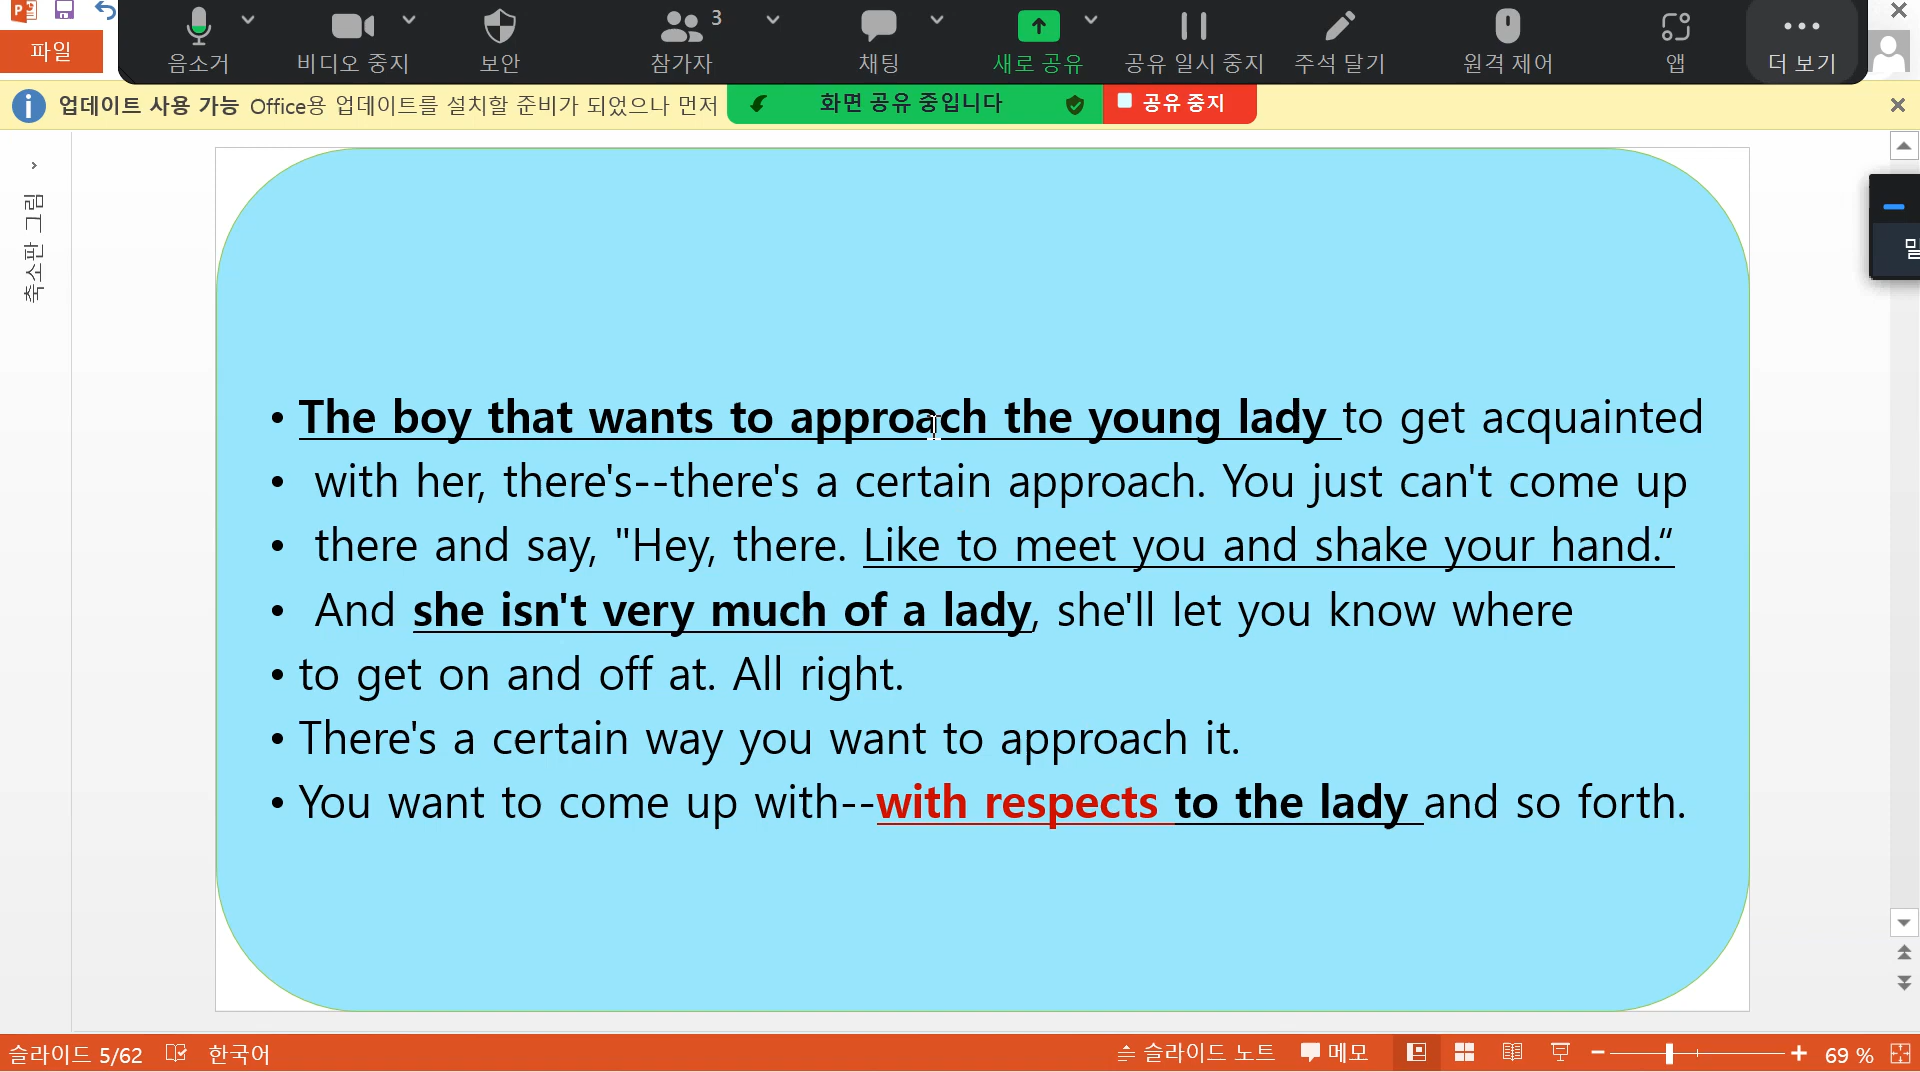 음소거
비디오 중지
보안
참가자
3
채팅
새로 공유
공유 일시 중지
주석 달기
원격 제어
앱
더 보기
파일
업데이트 사용 가능 Office용 업데이트를 설치할 준비가 되었으나 먼저
화면 공유 중입니다
공유 중지
축소판 그림
• The boy that wants to approach the young lady to get acquainted
• with her, there's--there's a certain approach. You just can't come up
• there and say, "Hey, there. Like to meet you and shake your hand.“
• And she isn't very much of a lady, she'll let you know where
• to get on and off at. All right.
• There's a certain way you want to approach it.
• You want to come up with--with respects to the lady and so forth.
슬라이드 5/62
한국어
슬라이드 노트
메모
69 %